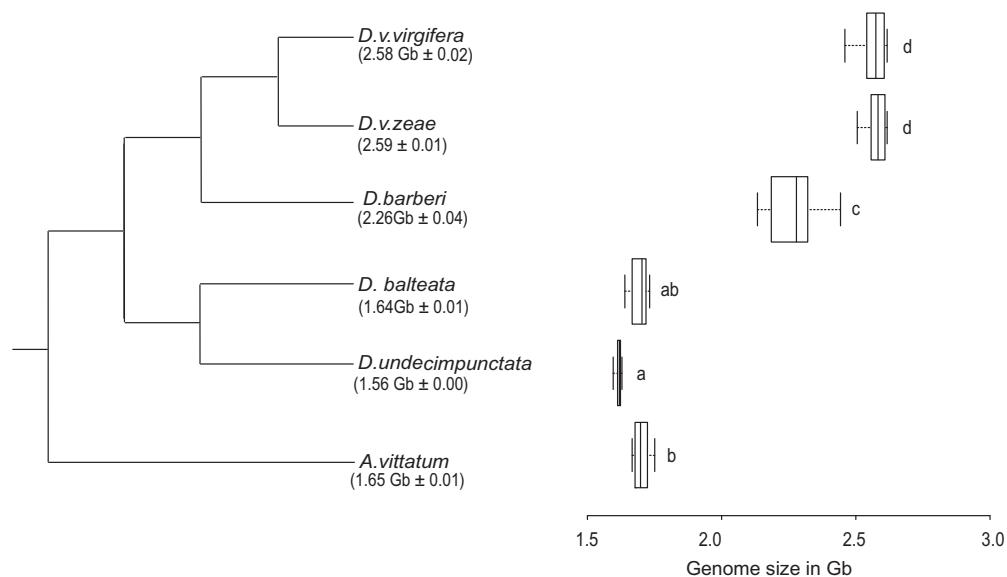 D.v.virgifera
(2.58 Gb ± 0.02)
d
D.v.zeae
(2.59 ± 0.01)
d
D.barberi
(2.26Gb ± 0.04)
c
D. balteata
(1.64Gb ± 0.01)
ab
D.undecimpunctata
(1.56 Gb ± 0.00)
a
A.vittatum
(1.65 Gb ± 0.01)
b
1.5 2.0 2.5 3.0
Genome size in Gb